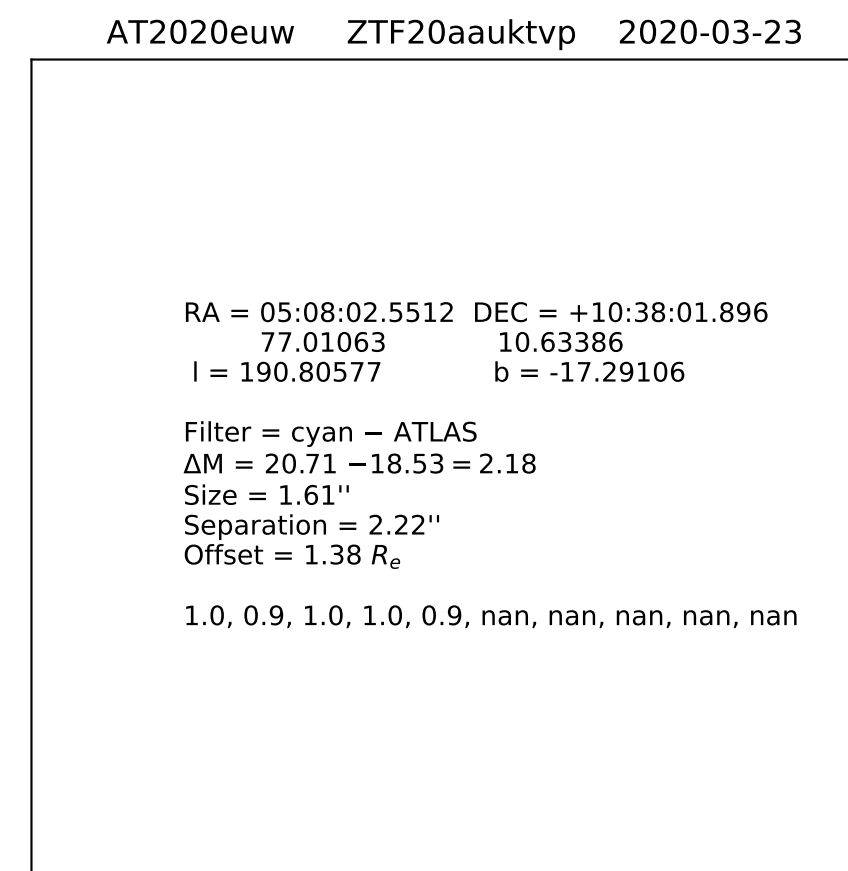 AT2020euw ZTF20aauktvp 2020-03-23
RA = 05:08:02.5512 DEC = +10:38:01.896
77.01063 10.63386
l = 190.80577 b = -17.29106
Filter = cyan − ATLAS
ΔM = 20.71 −18.53 = 2.18
Size = 1.61''
Separation = 2.22''
Offset = 1.38 Re
1.0, 0.9, 1.0, 1.0, 0.9, nan, nan, nan, nan, nan